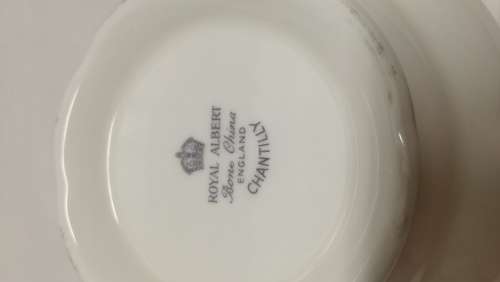 ROYAL ALBERT
Bone China
ENGLAND
CHANTILLY